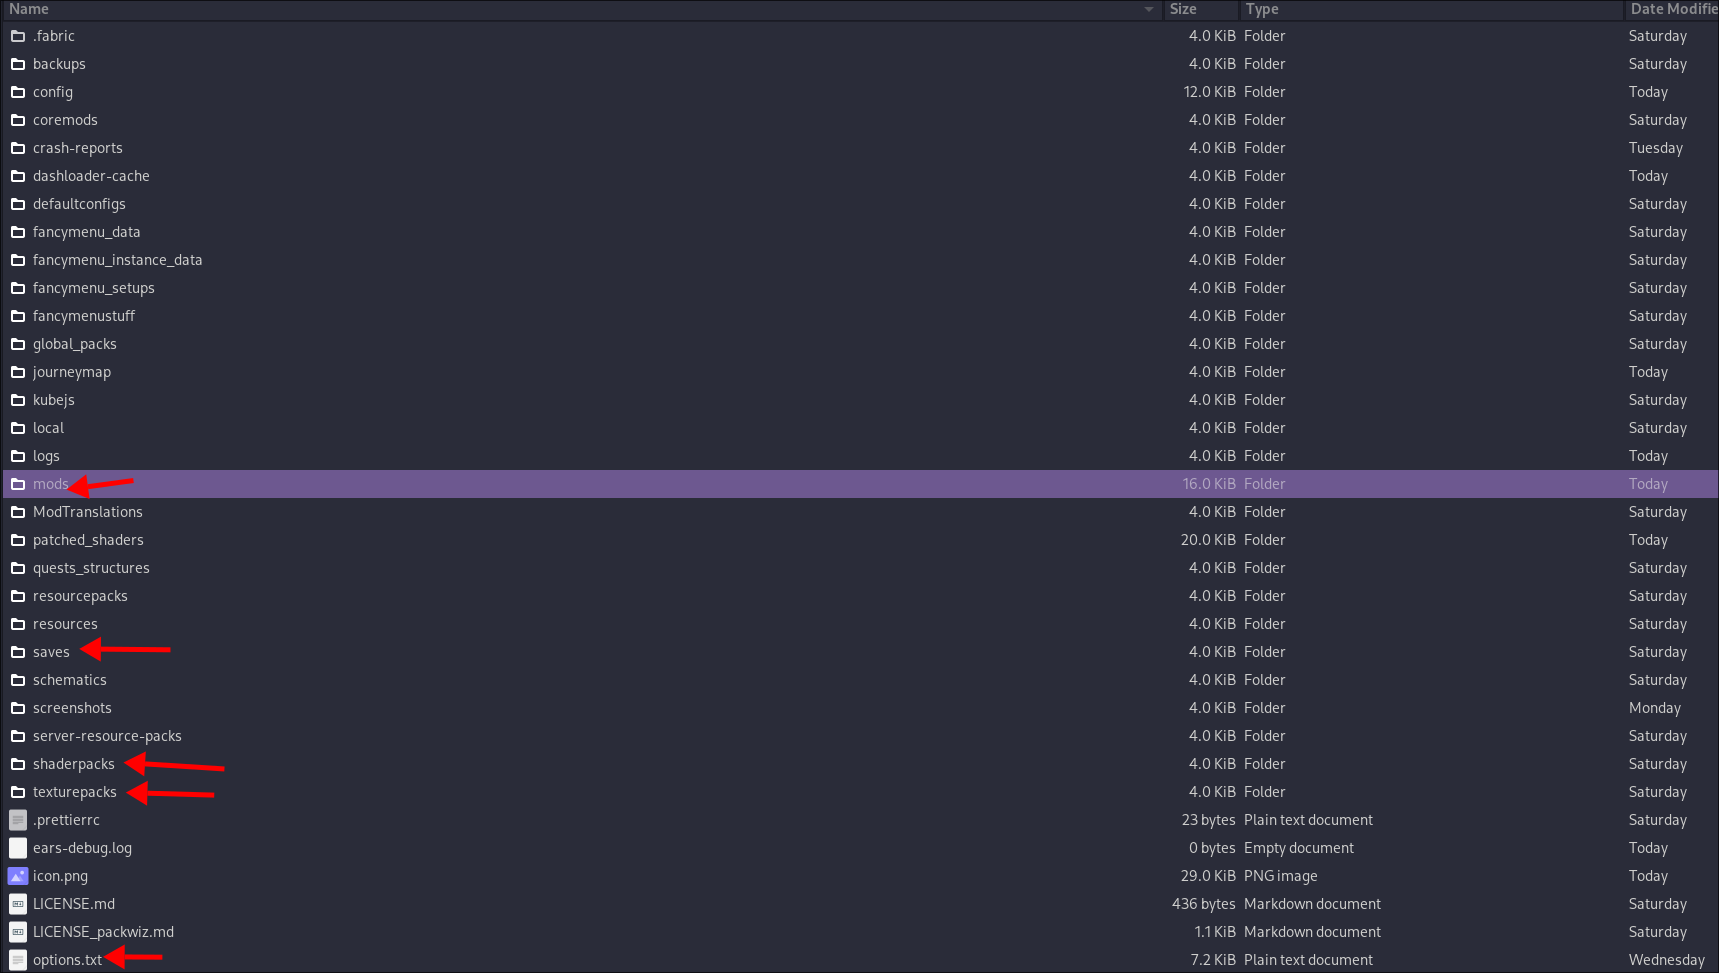 Name Size Type Date Modifie
.fabric 4.0 KiB Folder Saturday
backups 4.0 KiB Folder Saturday
config 12.0 KiB Folder Today
coremods 4.0 KiB Folder Saturday
crash-reports 4.0 KiB Folder Tuesday
dashloader-cache 4.0 KiB Folder Today
defaultconfigs 4.0 KiB Folder Saturday
fancymenu_data 4.0 KiB Folder Saturday
fancymenu_instance_data 4.0 KiB Folder Saturday
fancymenu_setups 4.0 KiB Folder Saturday
fancymenustuff 4.0 KiB Folder Saturday
global_packs 4.0 KiB Folder Saturday
journeymap 4.0 KiB Folder Today
kubejs 4.0 KiB Folder Saturday
local 4.0 KiB Folder Saturday
logs 4.0 KiB Folder Today
mods 16.0 KiB Folder Today
ModTranslations 4.0 KiB Folder Saturday
patched_shaders 20.0 KiB Folder Today
quests_structures 4.0 KiB Folder Saturday
resourcepacks 4.0 KiB Folder Saturday
resources 4.0 KiB Folder Saturday
saves 4.0 KiB Folder Saturday
schematics 4.0 KiB Folder Saturday
screenshots 4.0 KiB Folder Monday
server-resource-packs 4.0 KiB Folder Saturday
shaderpacks 4.0 KiB Folder Saturday
texturepacks 4.0 KiB Folder Saturday
.prettierrc 23 bytes Plain text document Saturday
ears-debug.log 0 bytes Empty document Today
icon.png 29.0 KiB PNG image Today
LICENSE.md 436 bytes Markdown document Saturday
LICENSE_packwiz.md 1.1 KiB Markdown document Saturday
options.txt 7.2 KiB Plain text document Wednesday